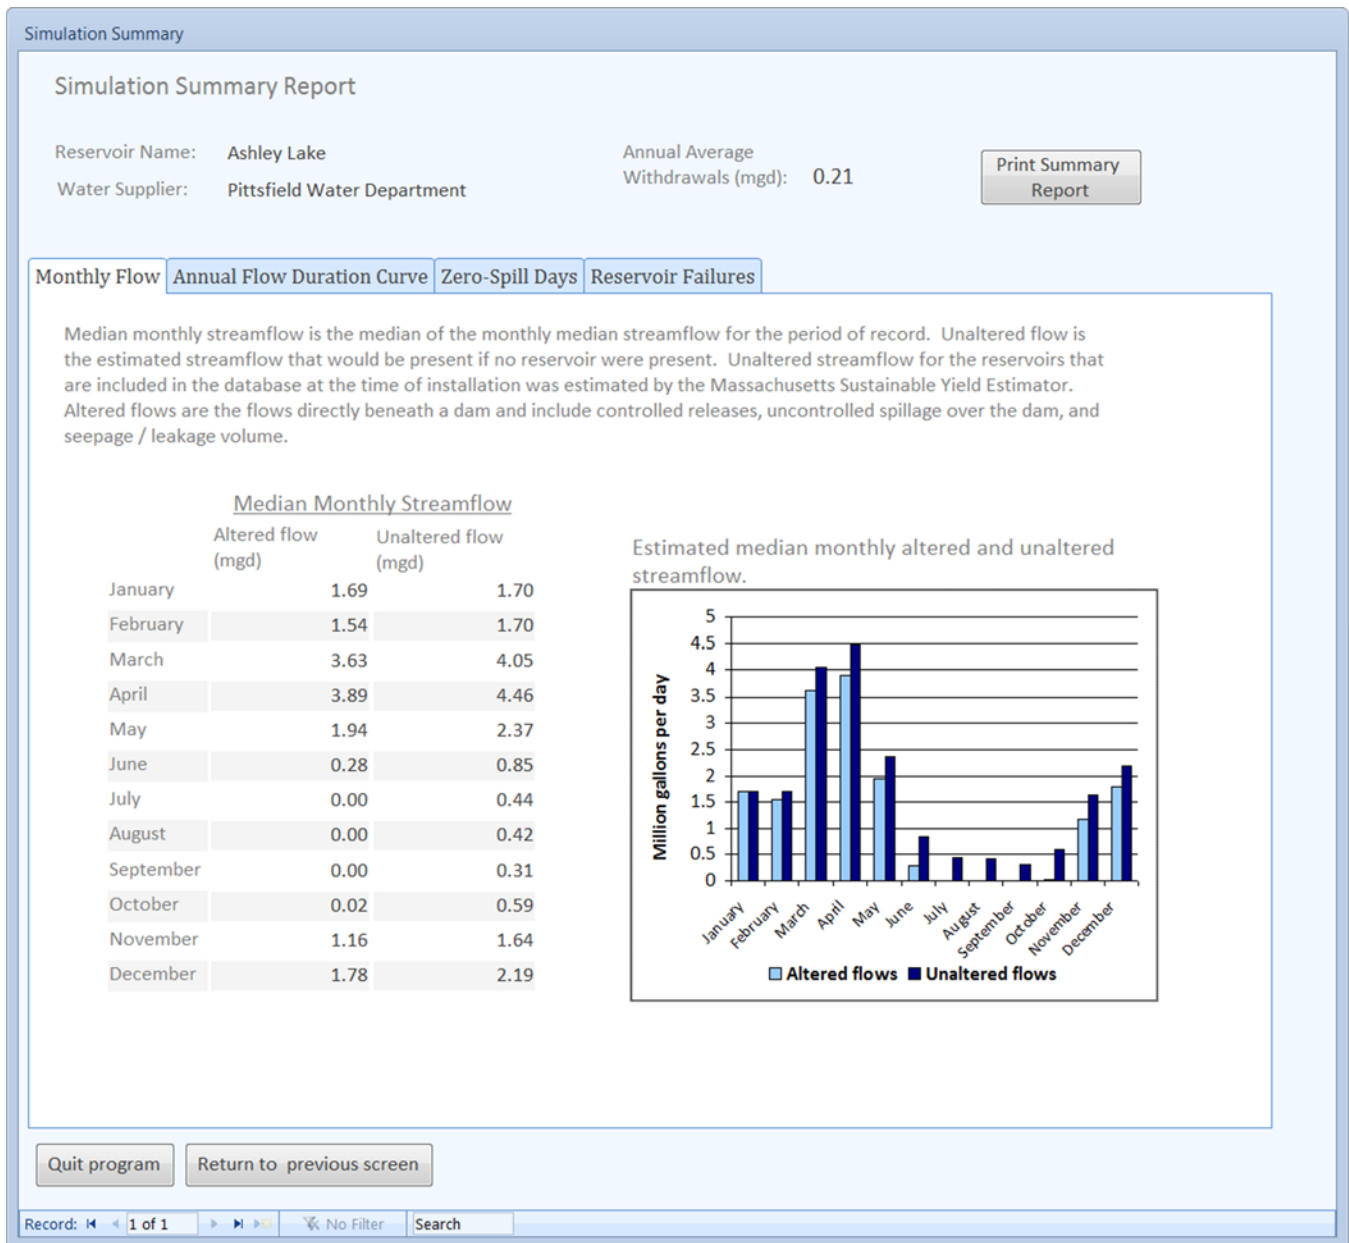 Simulation Summary
Simulation Summary Report
Reservoir Name: Ashley Lake
Water Supplier: Pittsfield Water Department
Annual Average
Withdrawals (mgd): 0.21
Print Summary
Report
Monthly Flow Annual Flow Duration Curve Zero-Spill Days Reservoir Failures
Median monthly streamflow is the median of the monthly median streamflow for the period of record. Unaltered flow is
the estimated streamflow that would be present if no reservoir were present. Unaltered streamflow for the reservoirs that
are included in the database at the time of installation was estimated by the Massachusetts Sustainable Yield Estimator.
Altered flows are the flows directly beneath a dam and include controlled releases, uncontrolled spillage over the dam, and
seepage / leakage volume.
Median Monthly Streamflow
Altered flow
(mgd)
Unaltered flow
(mgd)
January 1.69 1.70
February 1.54 1.70
March 3.63 4.05
April 3.89 4.46
May 1.94 2.37
June 0.28 0.85
July 0.00 0.44
August 0.00 0.42
September 0.00 0.31
October 0.02 0.59
November 1.16 1.64
December 1.78 2.19
Estimated median monthly altered and unaltered
streamflow.
Million gallons per day
5
4.5
4
3.5
3
2.5
2
1.5
1
0.5
0
January
February
March
April
May
June
July
August
September
October
November
December
Altered flows Unaltered flows
Quit program Return to previous screen
Record: 1 of 1 No Filter Search